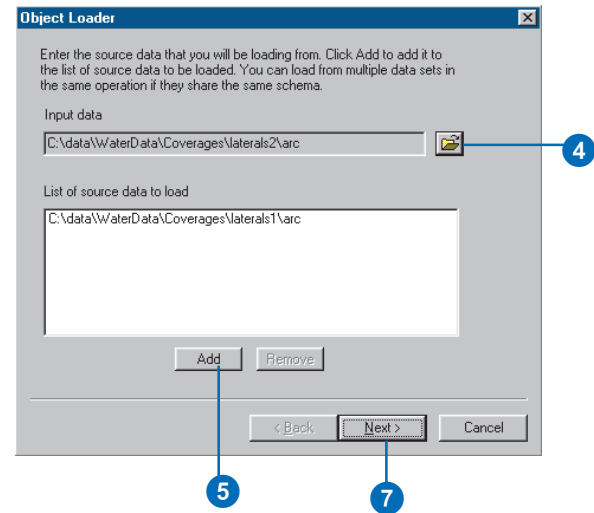 Object Loader
Enter the source data that you will be loading from. Click Add to add it to
the list of source data to be loaded. You can load from multiple data sets in
the same operation if they share the same schema.
Input data
C:\data\WaterData\Coverages\laterals2\arc
4
List of source data to load
C:\data\WaterData\Coverages\laterals1\arc
Add Remove
< Back Next > Cancel
5 7